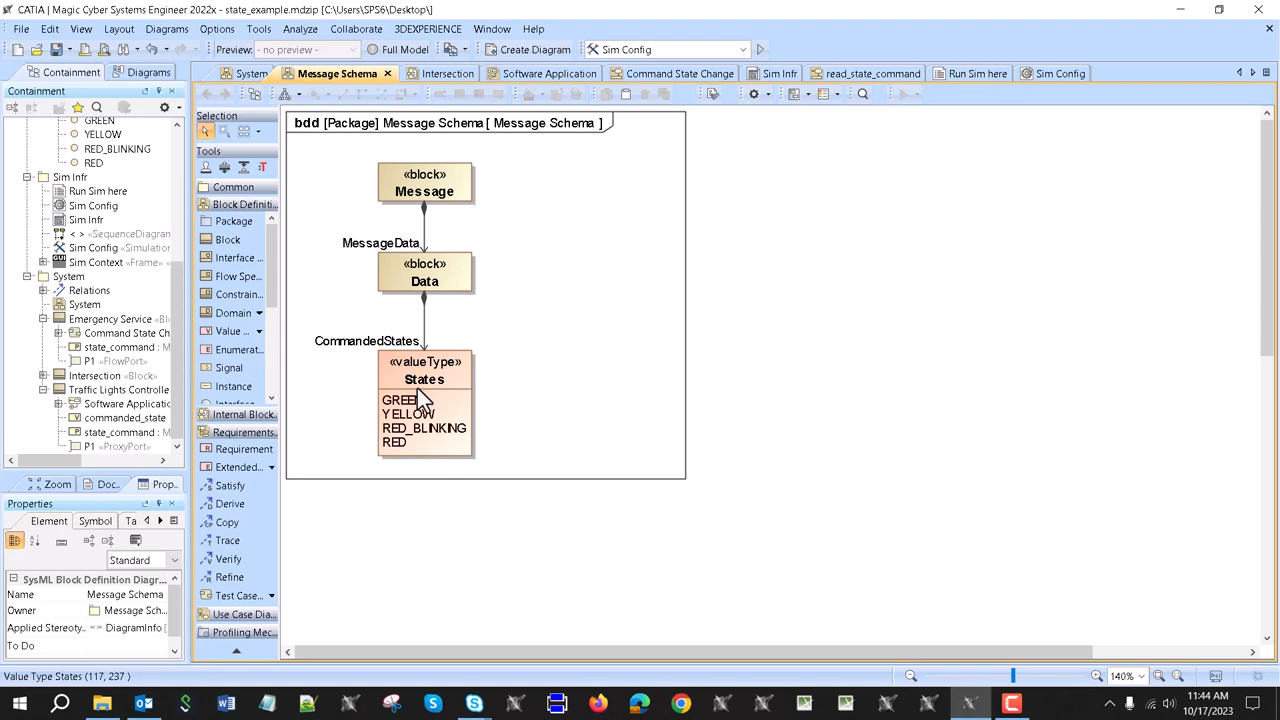 CATIA | Magic Cyber Systems Engineer 2022x - state_example.mdzip [C:\Users\SPS6\Desktop\]
File Edit View Layout Diagrams Options Tools Analyze Collaborate 3DEXPERIENCE Window Help
Preview: - no preview - Full Model Create Diagram Sim Config
Containment Diagrams
System Message Schema Intersection Software Application Command State Change Sim Infr read_state_command Run Sim here Sim Config
Containment
GREEN
YELLOW
RED_BLINKING
RED
Sim Infr
Run Sim here
Sim Config
Sim Infr
< > «SequenceDiagran
Sim Config «Simulation
Sim Context «Frame»
System
Relations
System
Emergency Service «Blo
Command State Ch
state_command : M
P1 «FlowPort»
Intersection «Block»
Traffic Lights Controlle
Software Applicatio
commanded_state
state_command : M
P1 «ProxyPort»
Selection
Tools
Common
Block Definiti...
Package
Block
Interface ...
Flow Spe...
Constrain...
Domain
Value ...
Enumerat...
Signal
Instance
Internal Block...
Requirements...
Requirement
Extended...
Satisfy
Derive
Copy
Trace
Verify
Refine
Test Case...
Use Case Dia...
Profiling Mec...
bdd [Package] Message Schema [ Message Schema ]
«block»
Message
MessageData
«block»
Data
CommandedStates
«valueType»
States
GREEN
YELLOW
RED_BLINKING
RED
Zoom Doc... Prop...
Properties
Element Symbol Ta
Standard
SysML Block Definition Diagr...
Name Message Schema
Owner Message Sch...
Applied Stereoty... «» DiagramInfo [
To Do
Value Type States (117, 237 )
140%
11:44 AM
10/17/2023